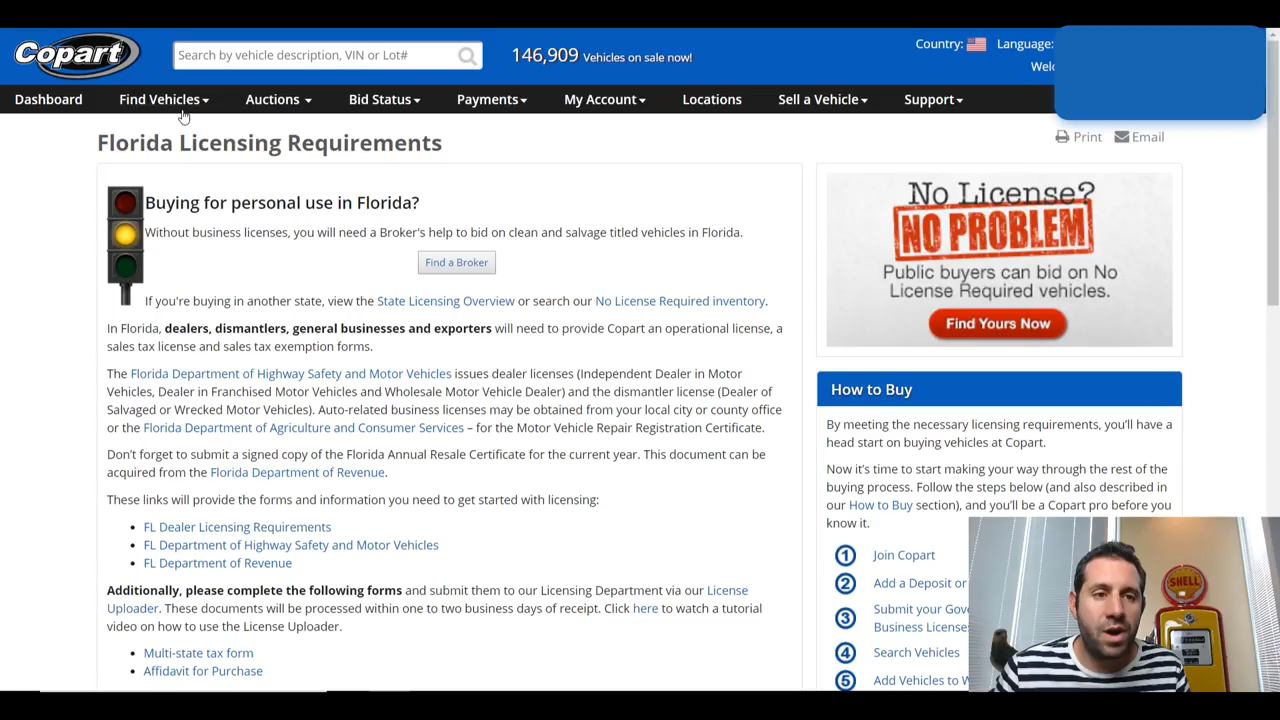 Copart
Search by vehicle description, VIN or Lot#
146,909 Vehicles on sale now!
Country:
Language:
Welc
Dashboard
Find Vehicles
Auctions
Bid Status
Payments
My Account
Locations
Sell a Vehicle
Support
Florida Licensing Requirements
Print
Email
Buying for personal use in Florida?
Without business licenses, you will need a Broker's help to bid on clean and salvage titled vehicles in Florida.
Find a Broker
If you're buying in another state, view the State Licensing Overview or search our No License Required inventory.
In Florida, dealers, dismantlers, general businesses and exporters will need to provide Copart an operational license, a
sales tax license and sales tax exemption forms.
The Florida Department of Highway Safety and Motor Vehicles issues dealer licenses (Independent Dealer in Motor
Vehicles, Dealer in Franchised Motor Vehicles and Wholesale Motor Vehicle Dealer) and the dismantler license (Dealer of
Salvaged or Wrecked Motor Vehicles). Auto-related business licenses may be obtained from your local city or county office
or the Florida Department of Agriculture and Consumer Services – for the Motor Vehicle Repair Registration Certificate.
Don't forget to submit a signed copy of the Florida Annual Resale Certificate for the current year. This document can be
acquired from the Florida Department of Revenue.
These links will provide the forms and information you need to get started with licensing:
• FL Dealer Licensing Requirements
• FL Department of Highway Safety and Motor Vehicles
• FL Department of Revenue
Additionally, please complete the following forms and submit them to our Licensing Department via our License
Uploader. These documents will be processed within one to two business days of receipt. Click here to watch a tutorial
video on how to use the License Uploader.
• Multi-state tax form
• Affidavit for Purchase
No License?
NO PROBLEM
Public buyers can bid on No
License Required vehicles.
Find Yours Now
How to Buy
By meeting the necessary licensing requirements, you'll have a
head start on buying vehicles at Copart.
Now it's time to start making your way through the rest of the
buying process. Follow the steps below (and also described in
our How to Buy section), and you'll be a Copart pro before you
know it.
1 Join Copart
2 Add a Deposit or
3 Submit your Gov
Business License
4 Search Vehicles
5 Add Vehicles to W
SHELL